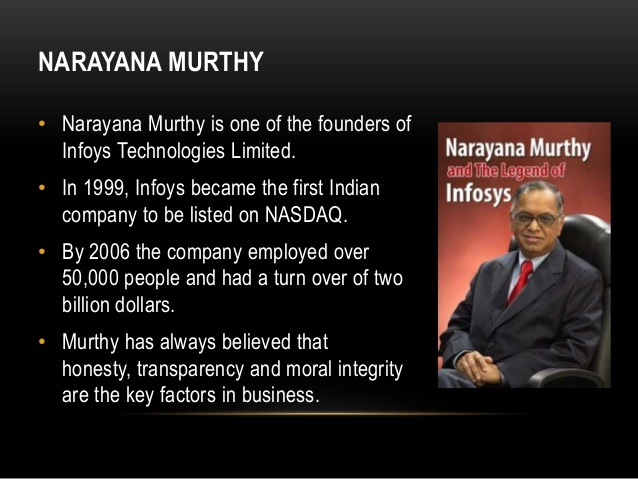 NARAYANA MURTHY
• Narayana Murthy is one of the founders of
Infoys Technologies Limited.
• In 1999, Infoys became the first Indian
company to be listed on NASDAQ.
• By 2006 the company employed over
50,000 people and had a turn over of two
billion dollars.
• Murthy has always believed that
honesty, transparency and moral integrity
are the key factors in business.
Narayana Murthy
and The Legend of
Infosys